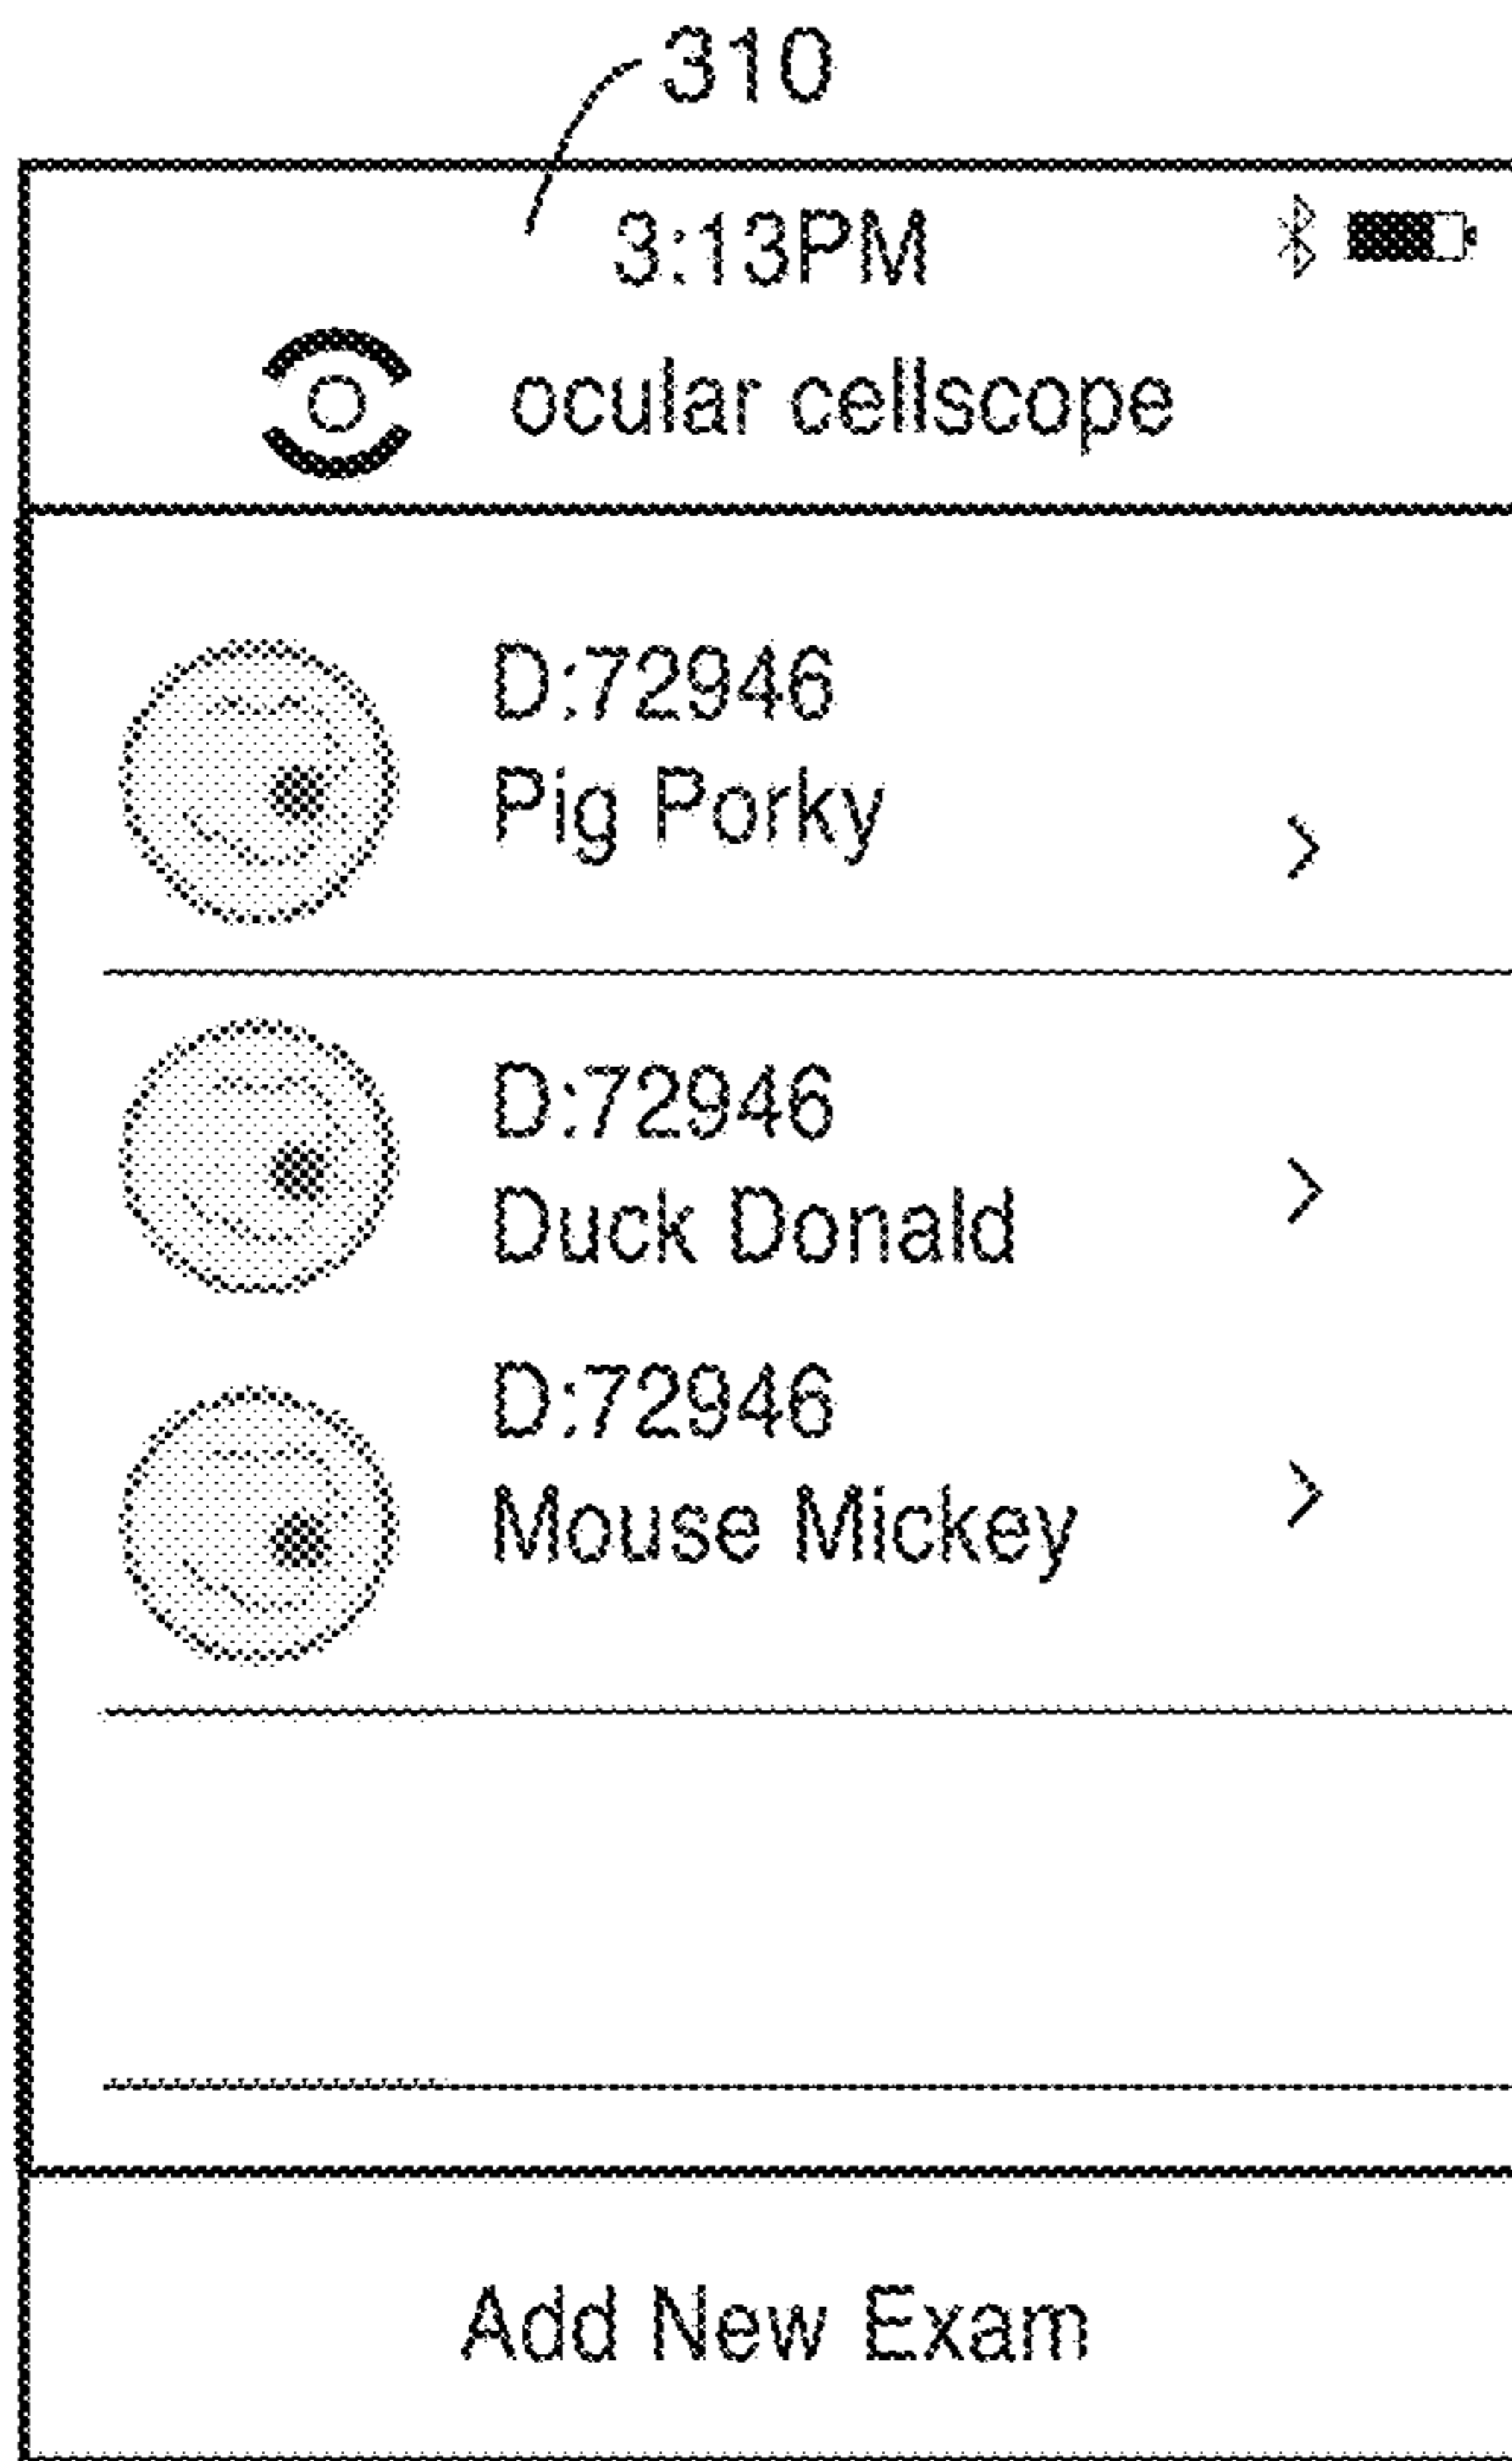 310
3:13PM
ocular cellscope
D:72946
Pig Porky
D:72946
Duck Donald
D:72946
Mouse Mickey
Add New Exam